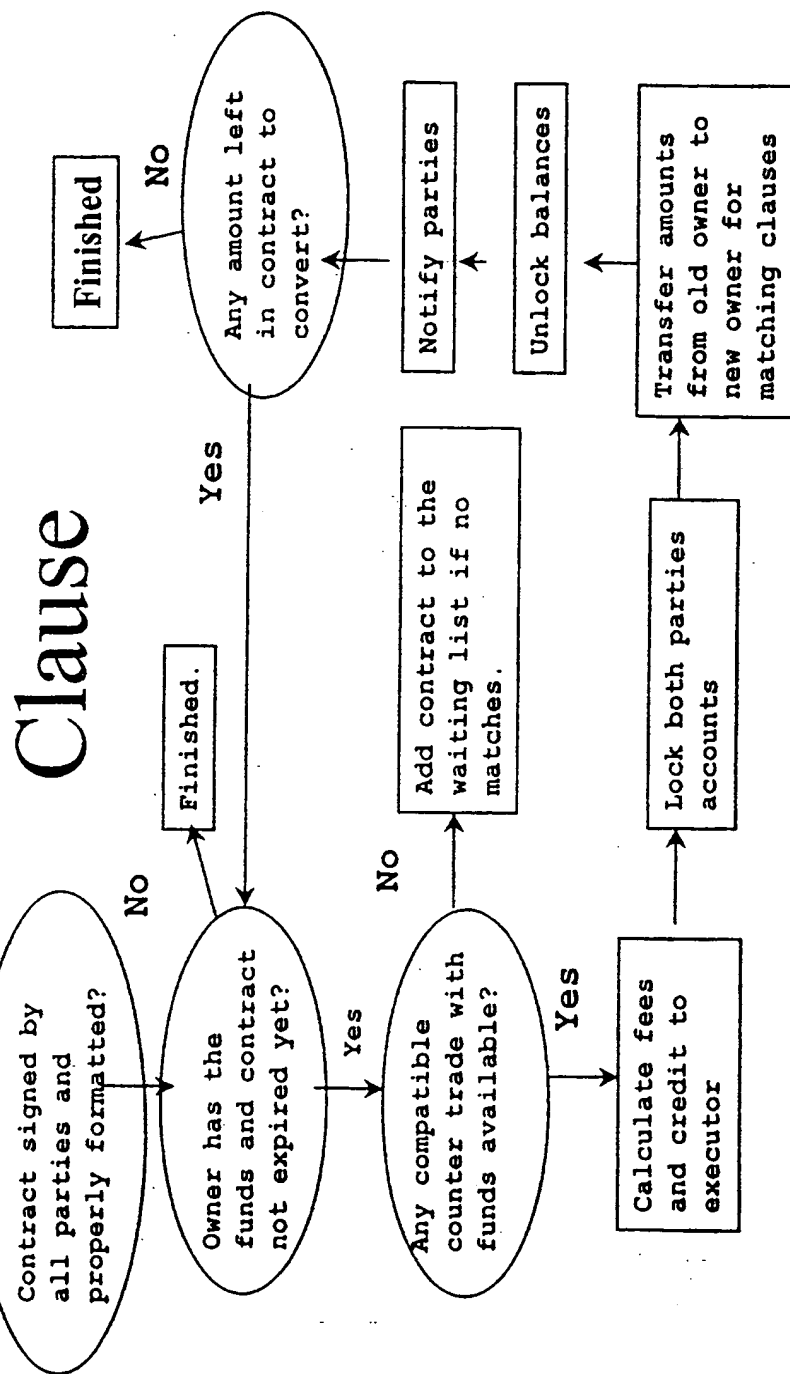 Clause
Contract signed by
all parties and
properly formatted?
No
Finished.
Owner has the
funds and contract
not expired yet?
Yes
Any compatible
counter trade with
funds available?
No
Add contract to the
waiting list if no
matches.
Yes
Calculate fees
and credit to
executor
Lock both parties
accounts
Transfer amounts
from old owner to
new owner for
matching clauses
Unlock balances
Notify parties
Any amount left
in contract to
convert?
Yes
No
Finished